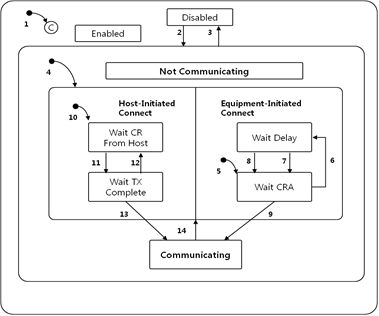 1
C
Disabled
Enabled
2
3
4
Not Communicating
Host-Initiated
Connect
Equipment-Initiated
Connect
10
Wait CR
From Host
Wait Delay
11
12
8
7
6
5
Wait TX
Complete
Wait CRA
13
14
9
Communicating